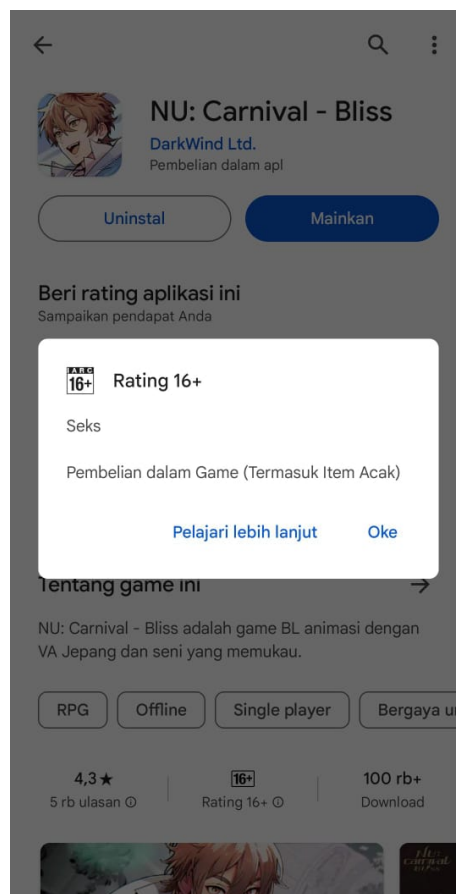 NU: Carnival - Bliss
DarkWind Ltd.
Pembelian dalam apl
Uninstal
Mainkan
Beri rating aplikasi ini
Sampaikan pendapat Anda
IARC
16+
Rating 16+
Seks
Pembelian dalam Game (Termasuk Item Acak)
Pelajari lebih lanjut
Oke
Tentang game ini
NU: Carnival - Bliss adalah game BL animasi dengan
VA Jepang dan seni yang memukau.
RPG
Offline
Single player
Bergaya u
4,3★
16+
100 rb+
5 rb ulasan
Rating 16+
Download